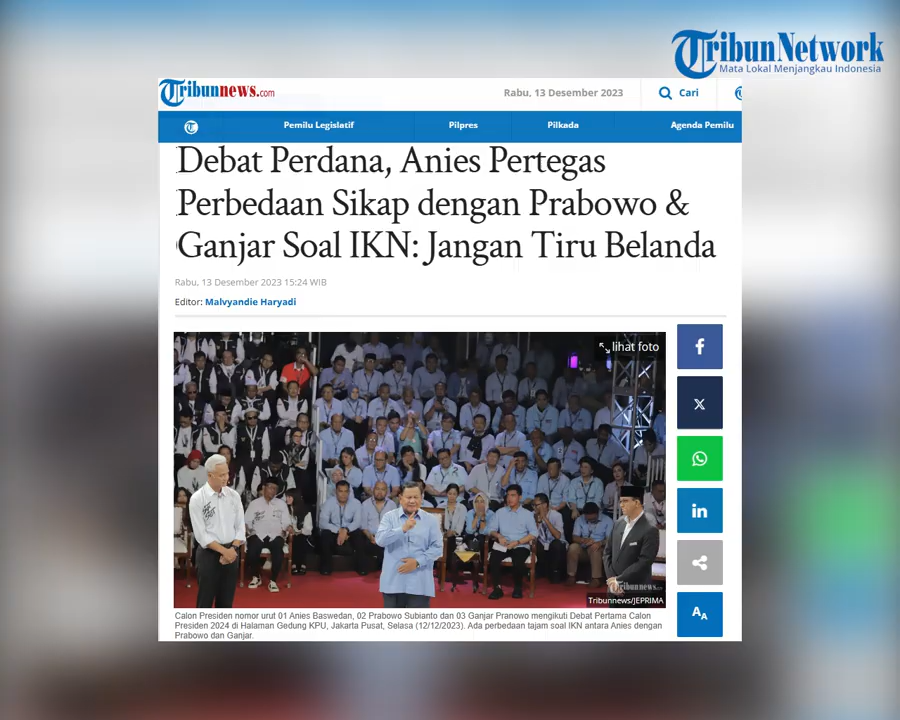 TribunNetwork
Mata Lokal Menjangkau Indonesia
Tribunnews.com
Rabu, 13 Desember 2023
Cari
Pemilu Legislatif
Pilpres
Pilkada
Agenda Pemilu
Debat Perdana, Anies Pertegas
Perbedaan Sikap dengan Prabowo &
Ganjar Soal IKN: Jangan Tiru Belanda
Rabu, 13 Desember 2023 15:24 WIB
Editor: Malvyandie Haryadi
lihat foto
Tribunnews.com
Tribunnews/JEPRIMA
Calon Presiden nomor urut 01 Anies Baswedan, 02 Prabowo Subianto dan 03 Ganjar Pranowo mengikuti Debat Pertama Calon
Presiden 2024 di Halaman Gedung KPU, Jakarta Pusat, Selasa (12/12/2023). Ada perbedaan tajam soal IKN antara Anies dengan
Prabowo dan Ganjar.
f
X
in
AA